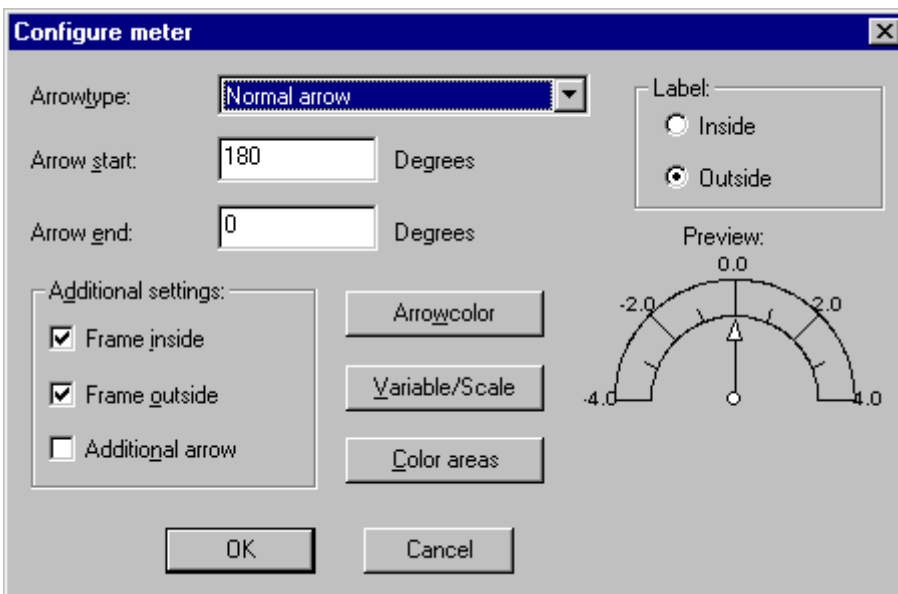 Configure meter
Arrowtype:
Normal arrow
Arrow start:
180
Degrees
Arrow end:
0
Degrees
Label:
Inside
Outside
Preview:
0.0
-2.0
2.0
-4.0
4.0
Additional settings:
Frame inside
Frame outside
Additional arrow
Arrowcolor
Variable/Scale
Color areas
OK
Cancel